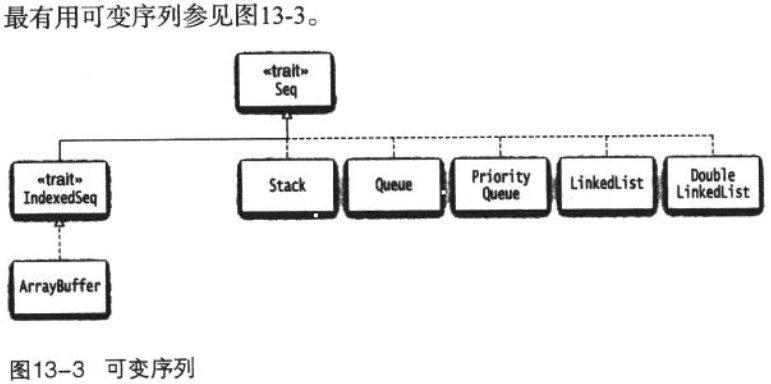 最有用可变序列参见图13-3。
«trait»
Seq
«trait»
IndexedSeq
Stack
Queue
Priority
Queue
LinkedList
Double
LinkedList
ArrayBuffer
图13-3 可变序列